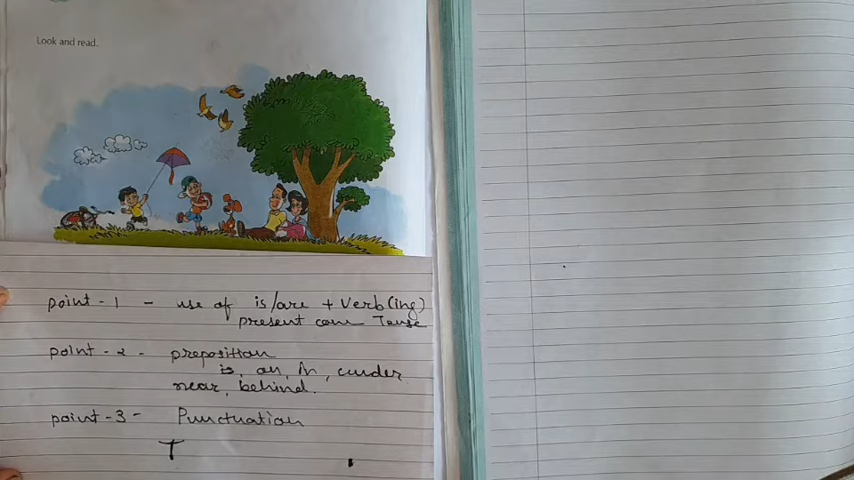 Look and read.
point-1 - use of is/are + Verb(ing)
present con Tense
point-2- preposition
is, on, In, under
near, behind.
point-3- Punctuation
T .